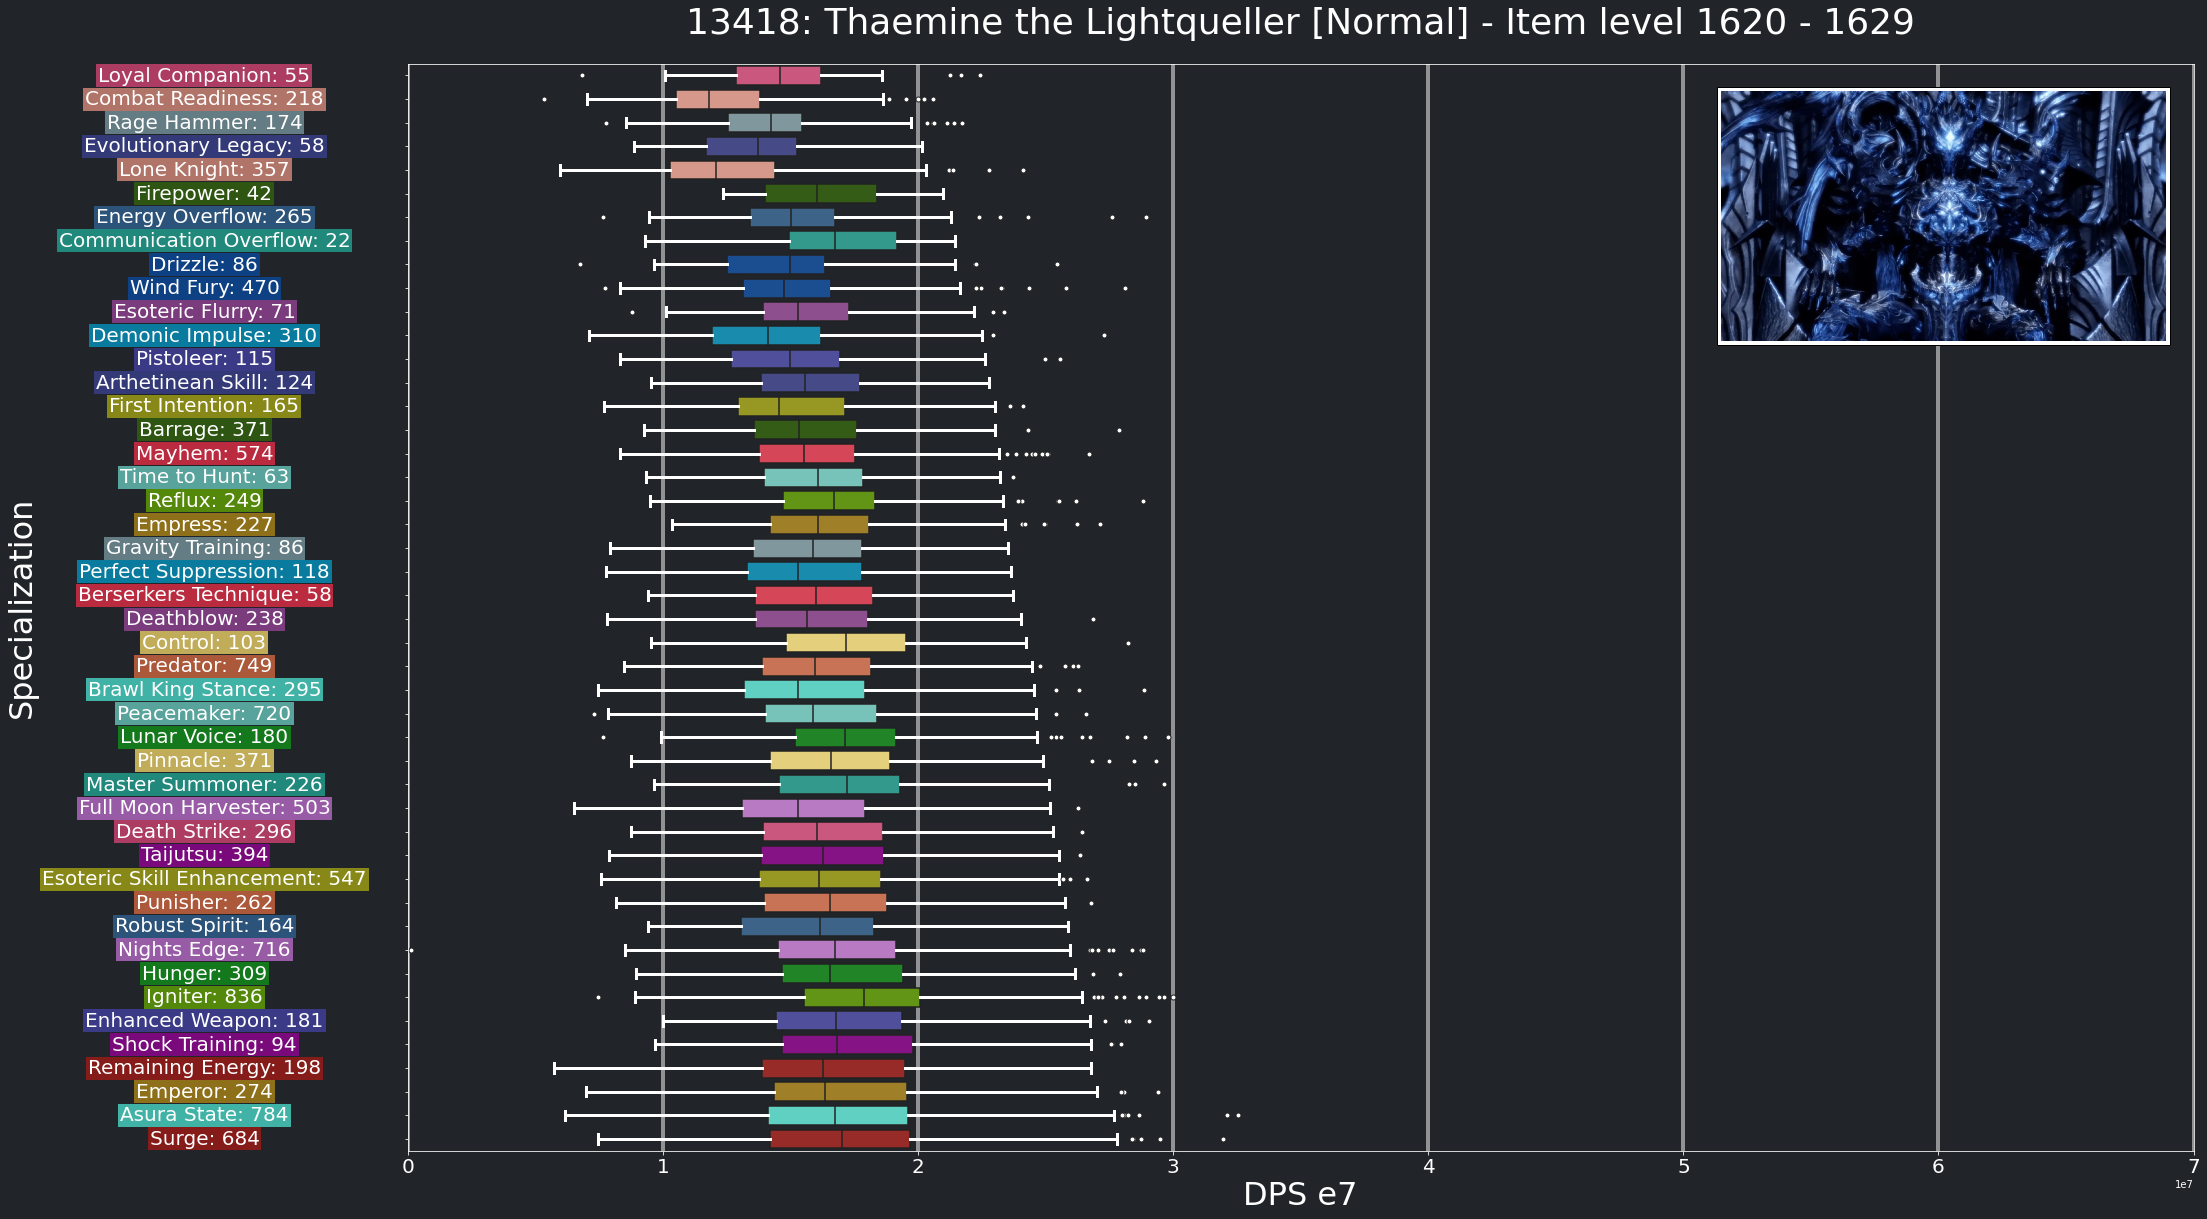 13418: Thaemine the Lightqueller [Normal] - Item level 1620 - 1629
Specialization
Loyal Companion: 55
Combat Readiness: 218
Rage Hammer: 174
Evolutionary Legacy: 58
Lone Knight: 357
Firepower: 42
Energy Overflow: 265
Communication Overflow: 22
Drizzle: 86
Wind Fury: 470
Esoteric Flurry: 71
Demonic Impulse: 310
Pistoleer: 115
Arthetinean Skill: 124
First Intention: 165
Barrage: 371
Mayhem: 574
Time to Hunt: 63
Reflux: 249
Empress: 227
Gravity Training: 86
Perfect Suppression: 118
Berserkers Technique: 58
Deathblow: 238
Control: 103
Predator: 749
Brawl King Stance: 295
Peacemaker: 720
Lunar Voice: 180
Pinnacle: 371
Master Summoner: 226
Full Moon Harvester: 503
Death Strike: 296
Taijutsu: 394
Esoteric Skill Enhancement: 547
Punisher: 262
Robust Spirit: 164
Nights Edge: 716
Hunger: 309
Igniter: 836
Enhanced Weapon: 181
Shock Training: 94
Remaining Energy: 198
Emperor: 274
Asura State: 784
Surge: 684
0 1 2 3 4 5 6 7
1e7
DPS e7